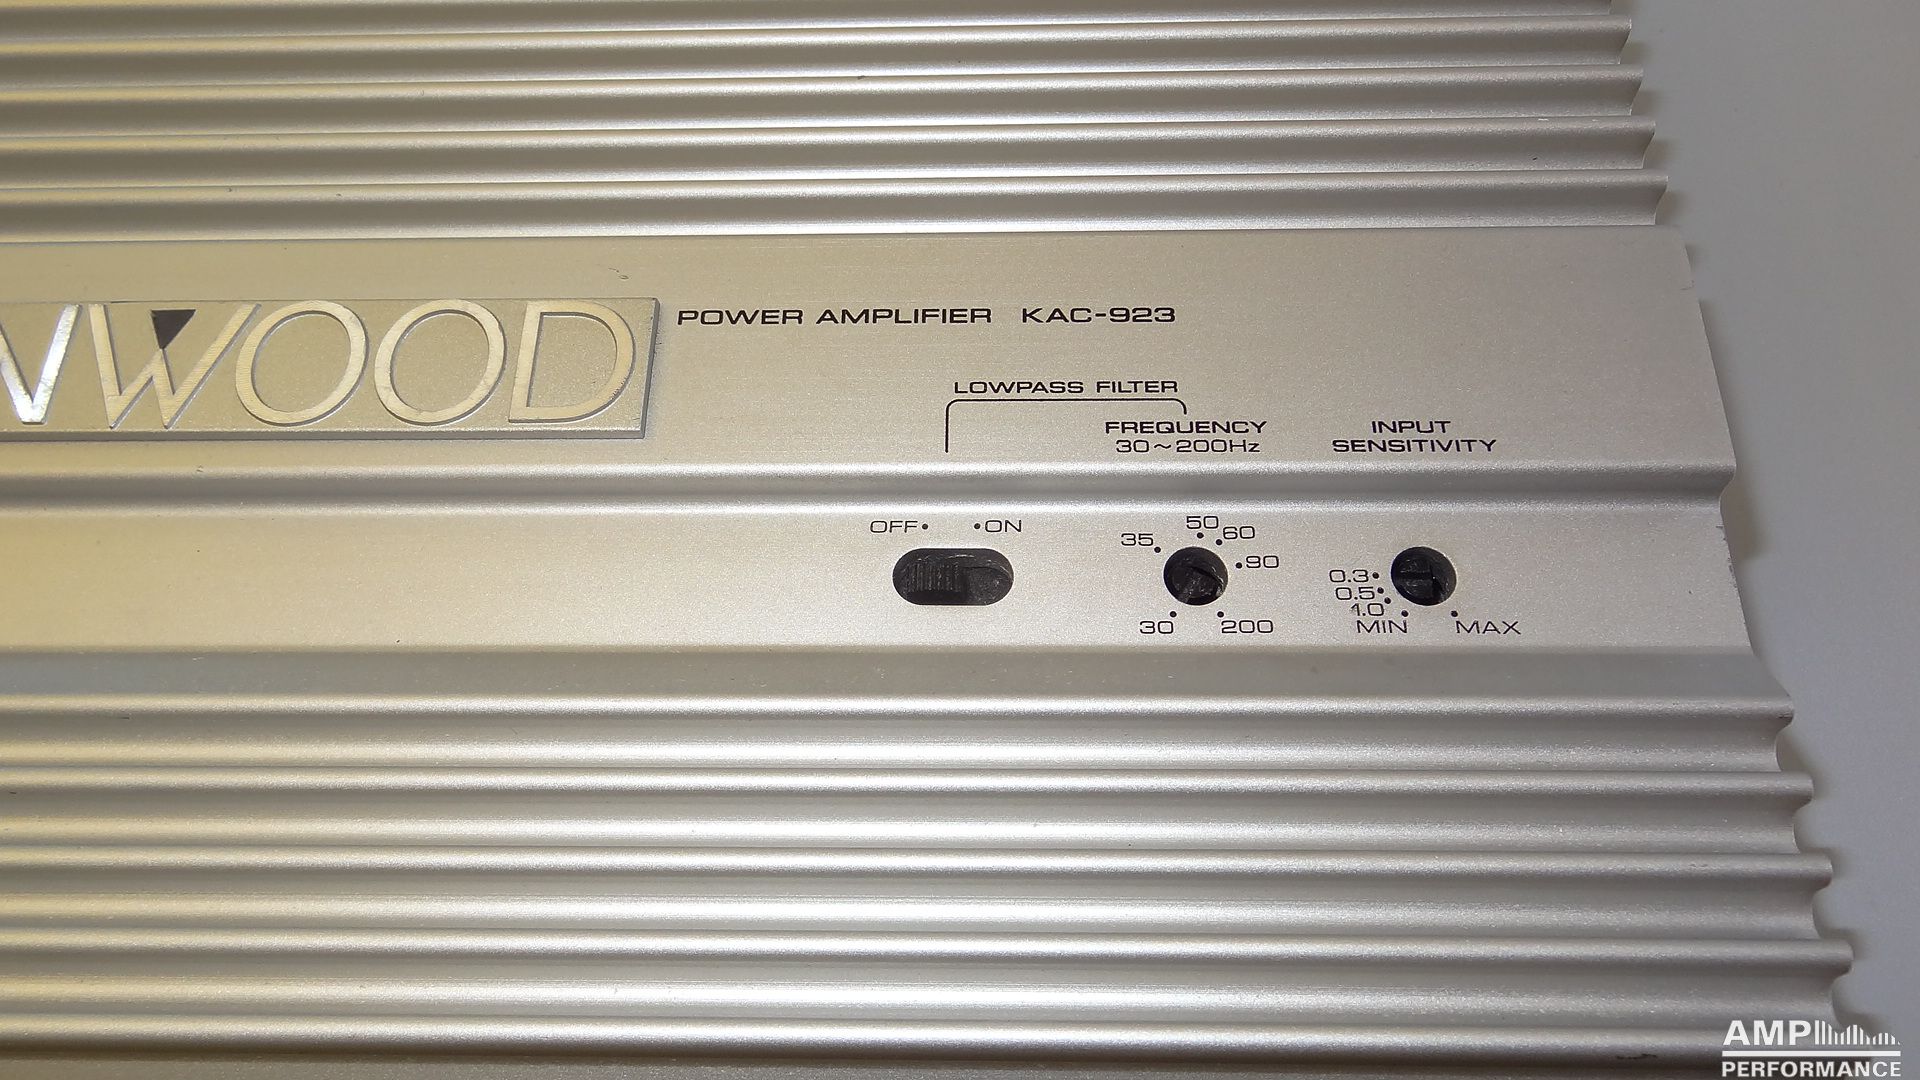 NWOOD
POWER AMPLIFIER KAC-923
LOWPASS FILTER
FREQUENCY
30~200Hz
INPUT
SENSITIVITY
OFF• •ON
35 50 60 90
30 200
0.3
0.5
1.0
MIN MAX
AMP
PERFORMANCE